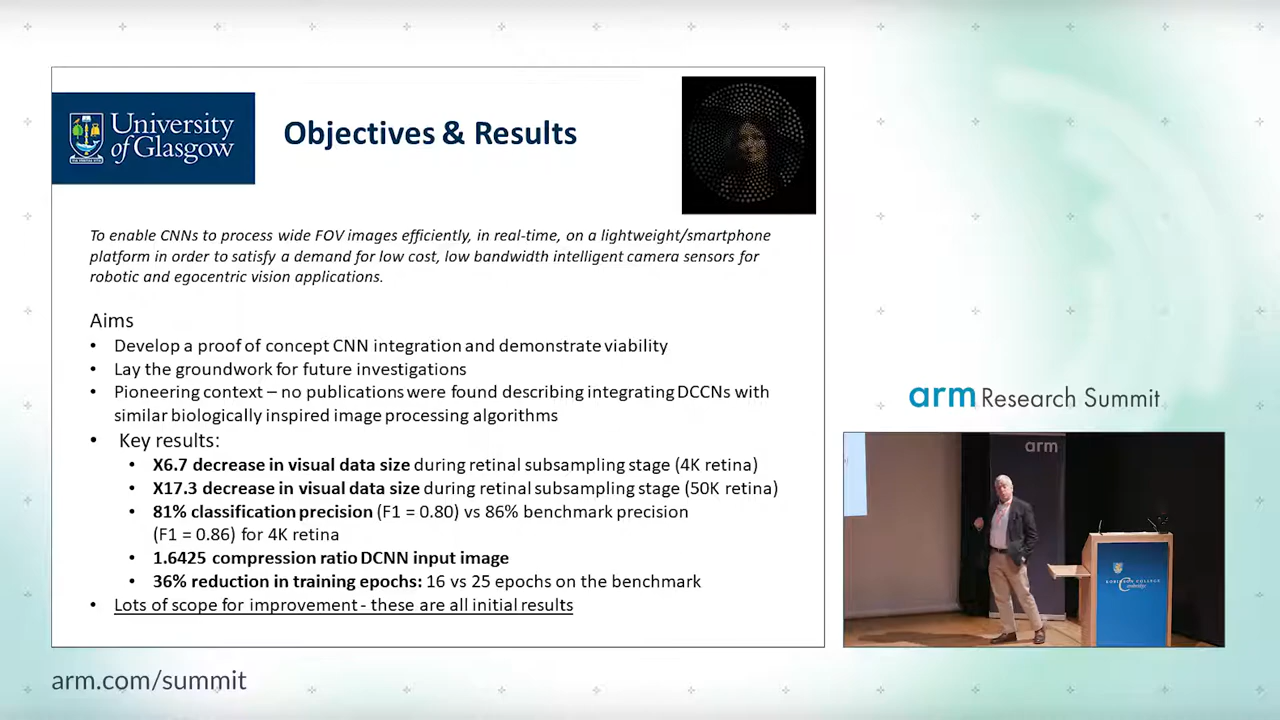 University
of Glasgow
Objectives & Results
To enable CNNs to process wide FOV images efficiently, in real-time, on a lightweight/smartphone
platform in order to satisfy a demand for low cost, low bandwidth intelligent camera sensors for
robotic and egocentric vision applications.
Aims
• Develop a proof of concept CNN integration and demonstrate viability
• Lay the groundwork for future investigations
• Pioneering context – no publications were found describing integrating DCCNs with
similar biologically inspired image processing algorithms
• Key results:
• X6.7 decrease in visual data size during retinal subsampling stage (4K retina)
• X17.3 decrease in visual data size during retinal subsampling stage (50K retina)
• 81% classification precision (F1 = 0.80) vs 86% benchmark precision
(F1 = 0.86) for 4K retina
• 1.6425 compression ratio DCNN input image
• 36% reduction in training epochs: 16 vs 25 epochs on the benchmark
• Lots of scope for improvement - these are all initial results
arm Research Summit
arm
ROBINSON COLLEGE
Cambridge
arm.com/summit